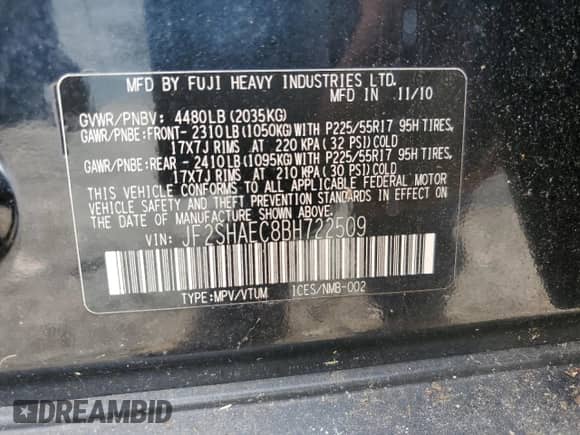 MFD BY FUJI HEAVY INDUSTRIES LTD.
MFD IN 11/10
GVWR/PNBV: 4480LB (2035KG)
GAWR/PNBE:FRONT- 2310LB (1050KG) WITH P225/55R17 95H TIRES,
17X7J RIMS AT 220 KPA (32 PSI) COLD
GAWR/PNBE:REAR - 2410LB (1095KG) WITH P225/55R17 95H TIRES,
17X7J RIMS AT 210 KPA (30 PSI) COLD
THIS VEHICLE CONFORMS TO ALL APPLICABLE FEDERAL MOTOR
VEHICLE SAFETY AND THEFT PREVENTION STANDARDS IN EFFECT ON
THE DATE OF MANUFACTURE SHOWN ABOVE.
VIN: JF2SHAEC8BH722509
TYPE:MPV/VTUM ICES/NMB-002
DREAMBID